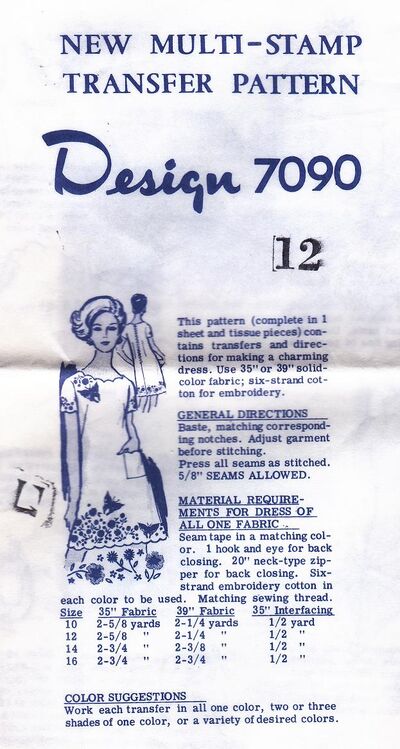 NEW MULTI-STAMP
TRANSFER PATTERN
Design 7090
12
This pattern (complete in 1
sheet and tissue pieces) con-
tains transfers and direc-
tions for making a charming
dress. Use 35" or 39" solid-
color fabric; six-strand cot-
ton for embroidery.
GENERAL DIRECTIONS
Baste, matching correspond-
ing notches. Adjust garment
before stitching.
Press all seams as stitched.
5/8" SEAMS ALLOWED.
MATERIAL REQUIRE-
MENTS FOR DRESS OF
ALL ONE FABRIC
Seam tape in a matching col-
or. 1 hook and eye for back
closing. 20" neck-type zip-
per for back closing. Six-
strand embroidery cotton in
each color to be used. Matching sewing thread.
Size 35" Fabric 39" Fabric 35" Interfacing
10 2-5/8 yards 2-1/4 yards 1/2 yard
12 2-5/8 " 2-1/4 " 1/2 "
14 2-3/4 " 2-3/8 " 1/2 "
16 2-3/4 " 2-3/4 " 1/2 "
COLOR SUGGESTIONS
Work each transfer in all one color, two or three
shades of one color, or a variety of desired colors.